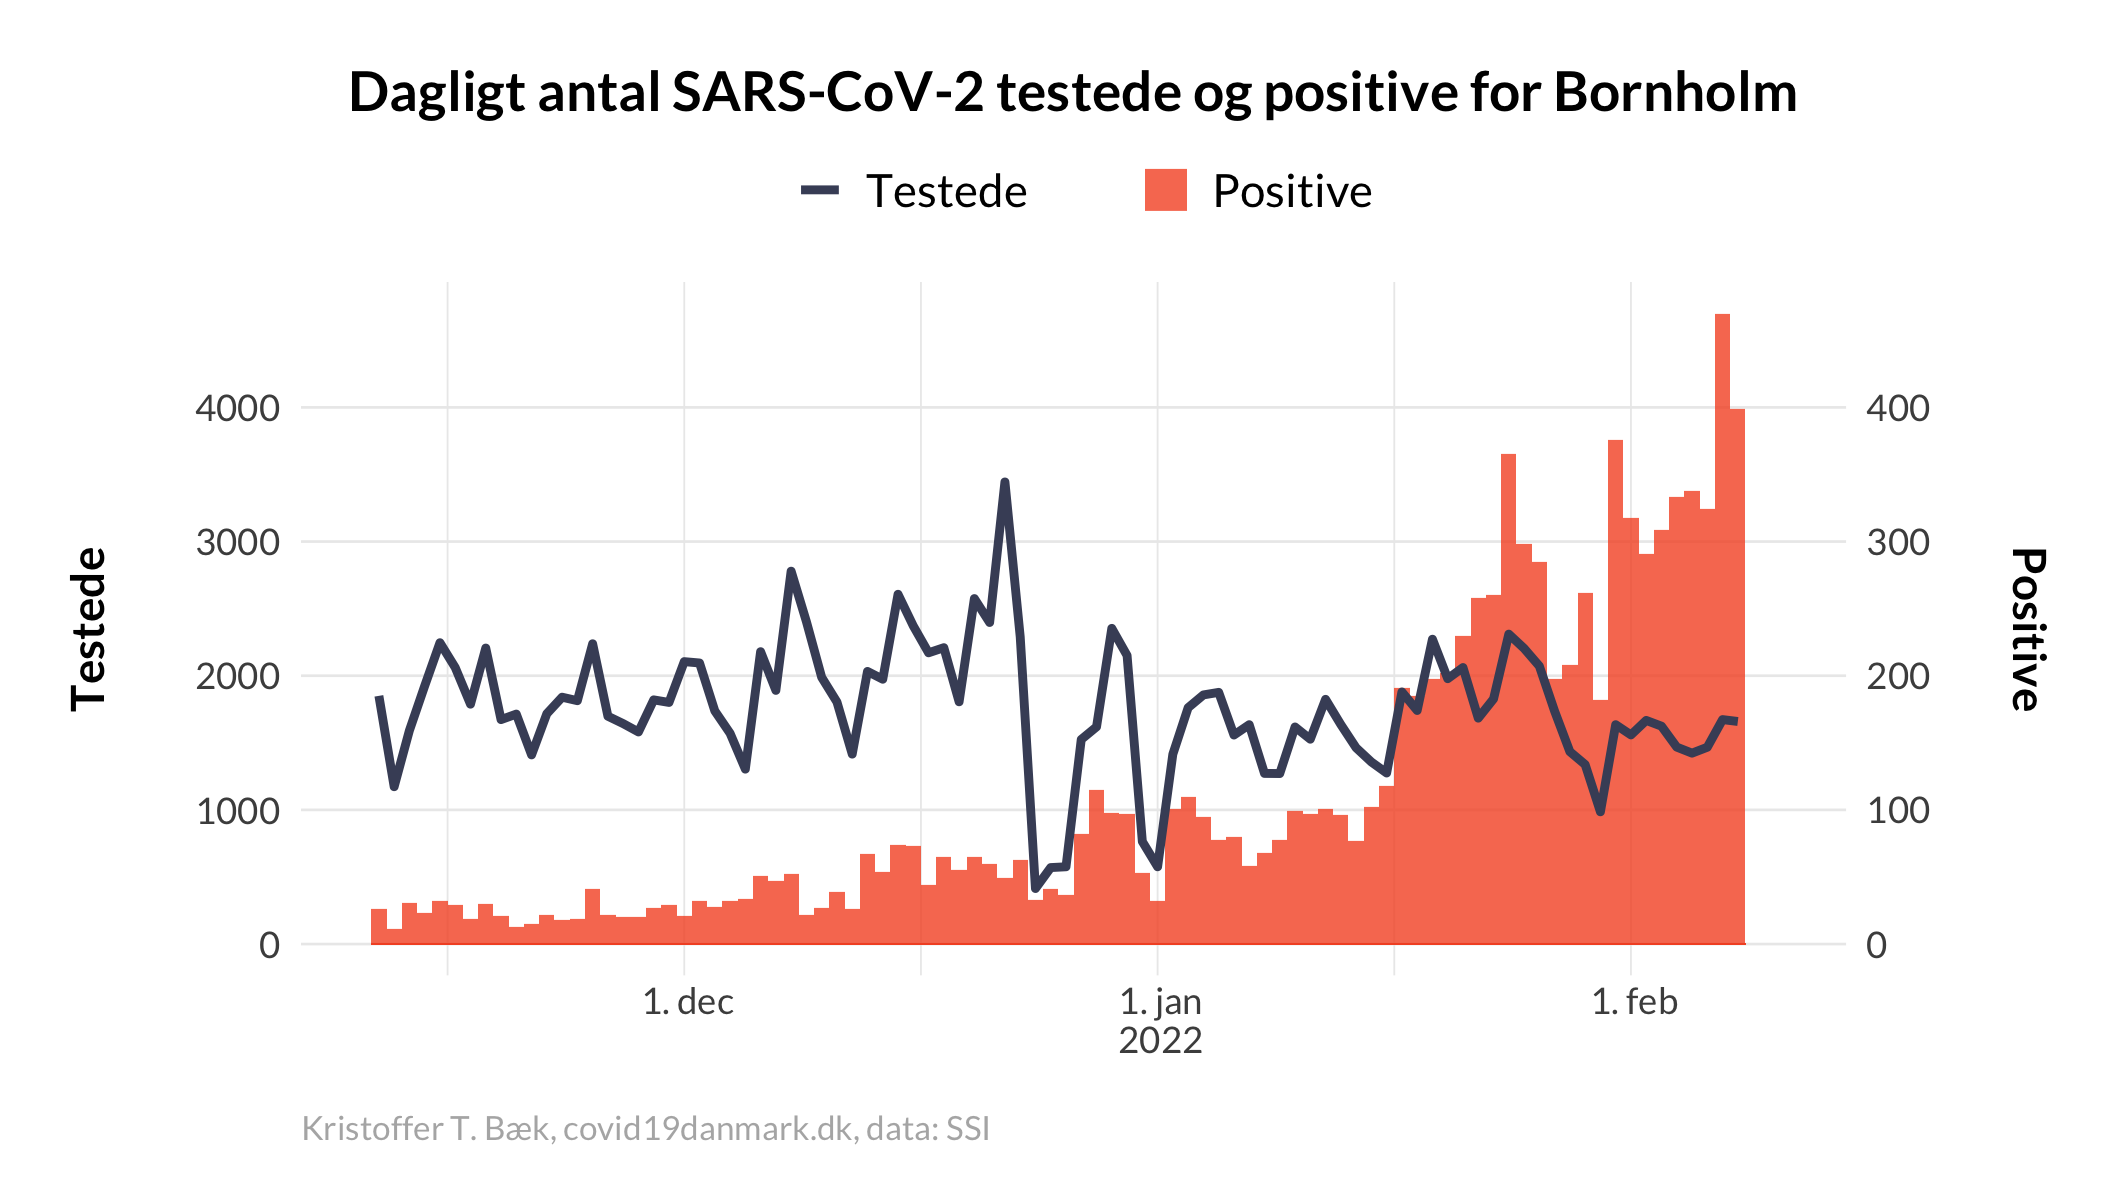 Dagligt antal SARS-CoV-2 testede og positive for Bornholm
Testede Positive
Testede
Positive
4000 400
3000 300
2000 200
1000 100
0 0
1. dec 1. jan 1. feb
2022
Kristoffer T. Bæk, covid19danmark.dk, data: SSI